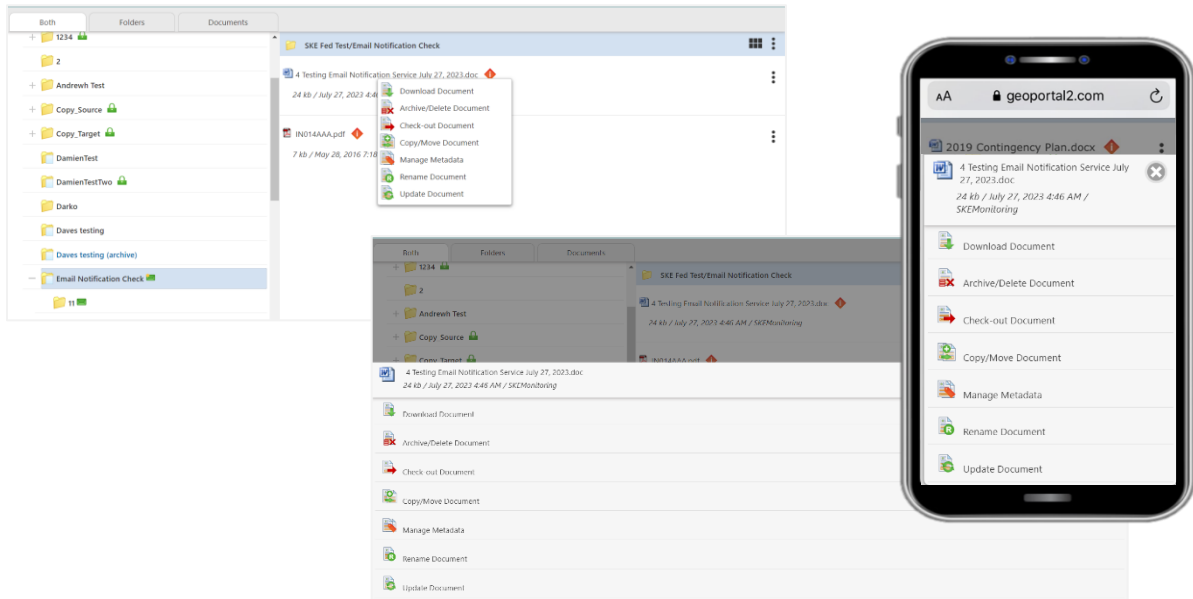 Both Folders Documents
1234
2
Andrewh Test
Copy_Source
Copy_Target
DamienTest
DamienTestTwo
Darko
Daves testing
Daves testing (archive)
Email Notification Check
11
SKE Fed Test/Email Notification Check
4 Testing Email Notification Service July 27, 2023.doc
24 kb / July 27, 2023 4:4
Download Document
Archive/Delete Document
Check-out Document
Copy/Move Document
Manage Metadata
Rename Document
Update Document
IN014AAA.pdf
7 kb / May 28, 2016 7:18
Both Folders Documents
1234
2
Andrewh Test
Copy Source
Copy Target
SKE Fed Test/Email Notification Check
4 Testing Email Notification Service July 27, 2023.doc
24 kb / July 27, 2023 4:46 AM / SKEMonitoring
IN014AAA.pdf
4 Testing Email Notification Service July 27, 2023.doc
24 kb / July 27, 2023 4:46 AM / SKEMonitoring
Download Document
Archive/Delete Document
Check-out Document
Copy/Move Document
Manage Metadata
Rename Document
Update Document
AA geoportal2.com
2019 Contingency Plan.docx
4 Testing Email Notification Service July
27, 2023.doc
24 kb / July 27, 2023 4:46 AM /
SKEMonitoring
Download Document
Archive/Delete Document
Check-out Document
Copy/Move Document
Manage Metadata
Rename Document
Update Document